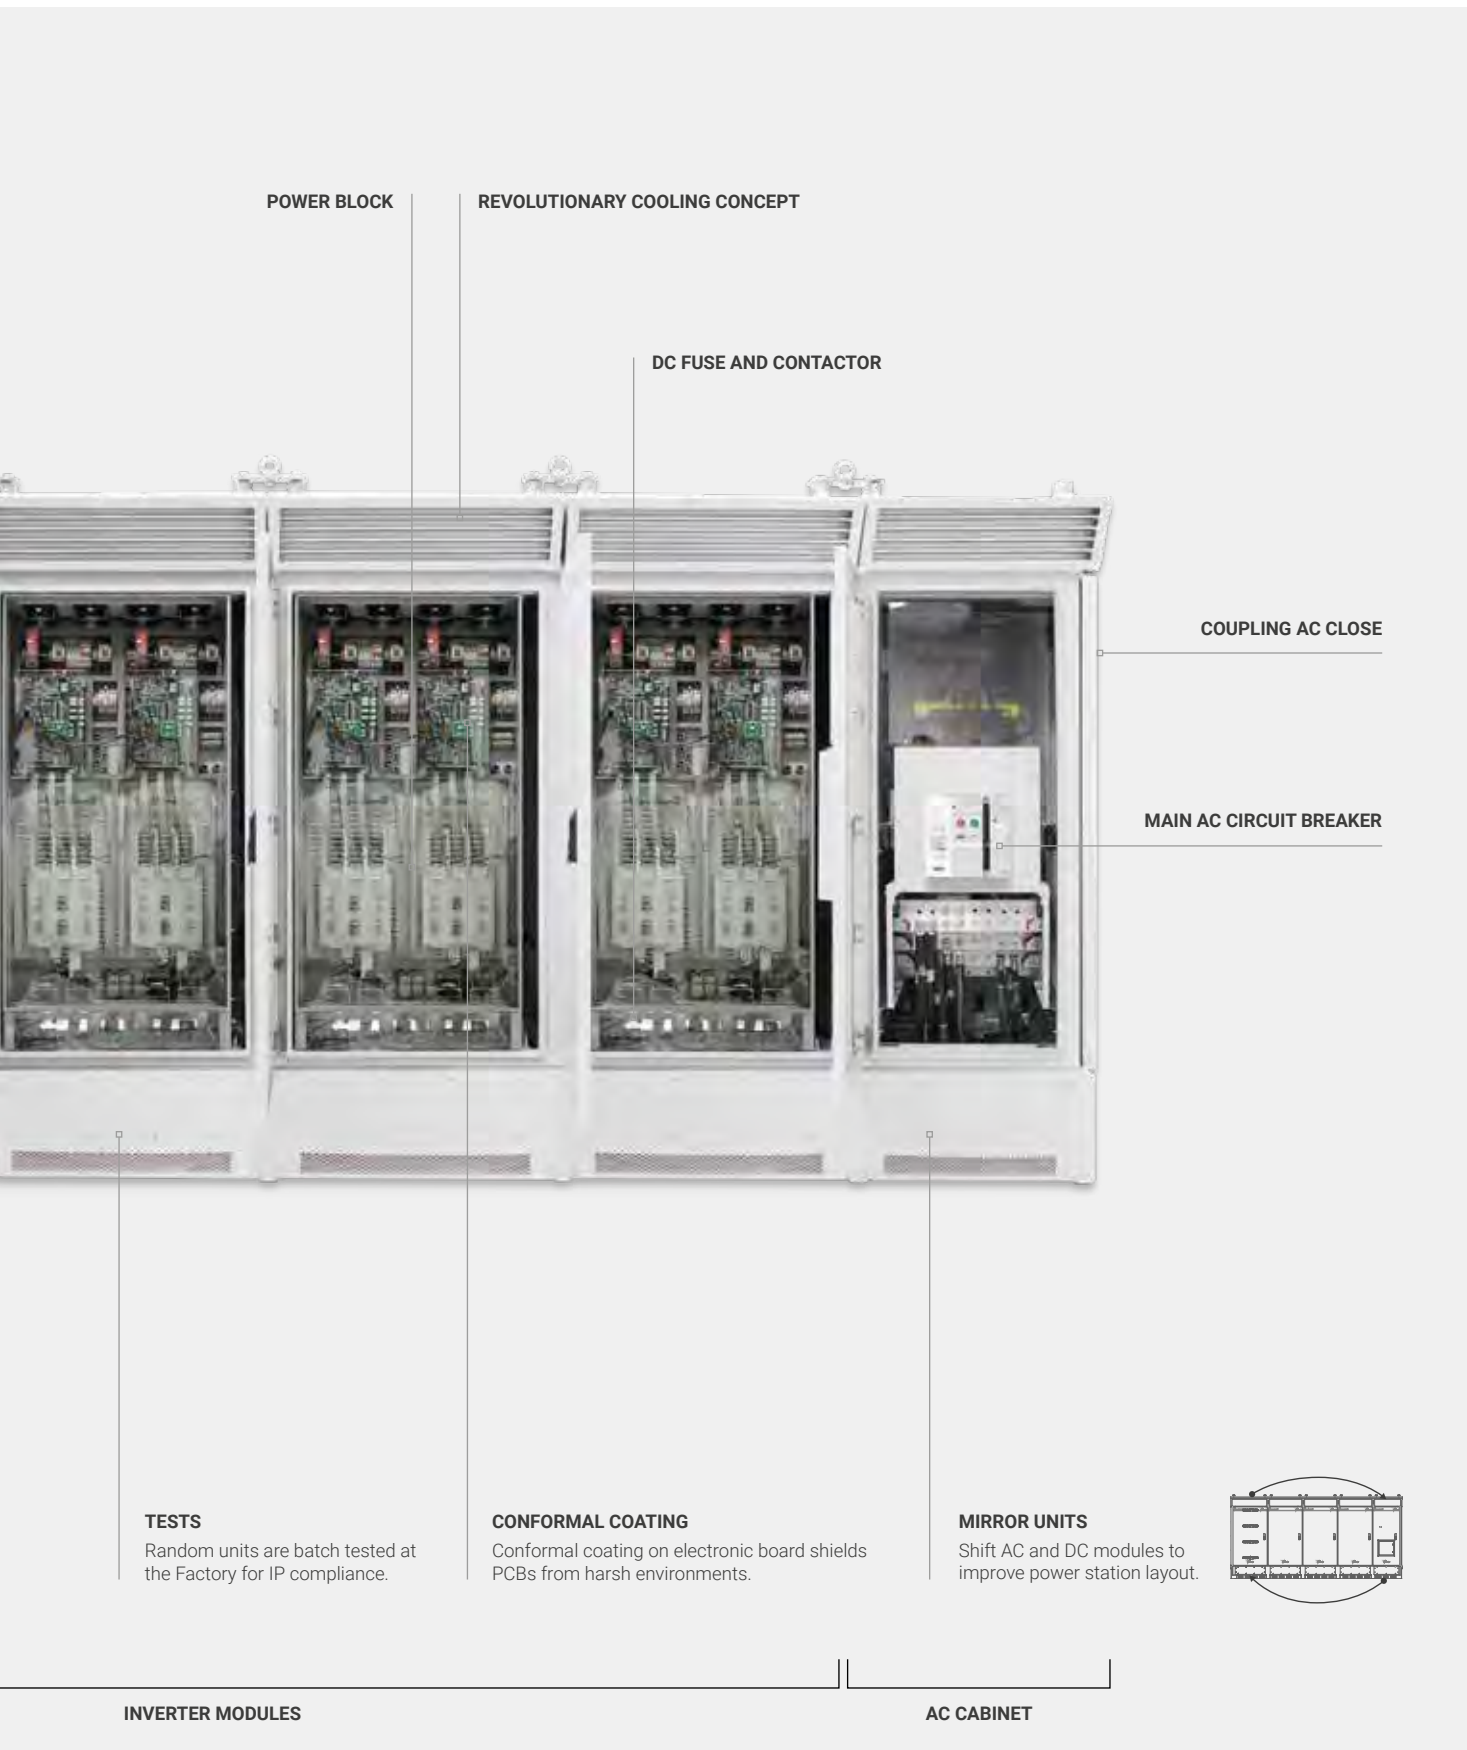 POWER BLOCK
REVOLUTIONARY COOLING CONCEPT
DC FUSE AND CONTACTOR
COUPLING AC CLOSE
MAIN AC CIRCUIT BREAKER
TESTS
Random units are batch tested at
the Factory for IP compliance.
CONFORMAL COATING
Conformal coating on electronic board shields
PCBs from harsh environments.
MIRROR UNITS
Shift AC and DC modules to
improve power station layout.
INVERTER MODULES
AC CABINET